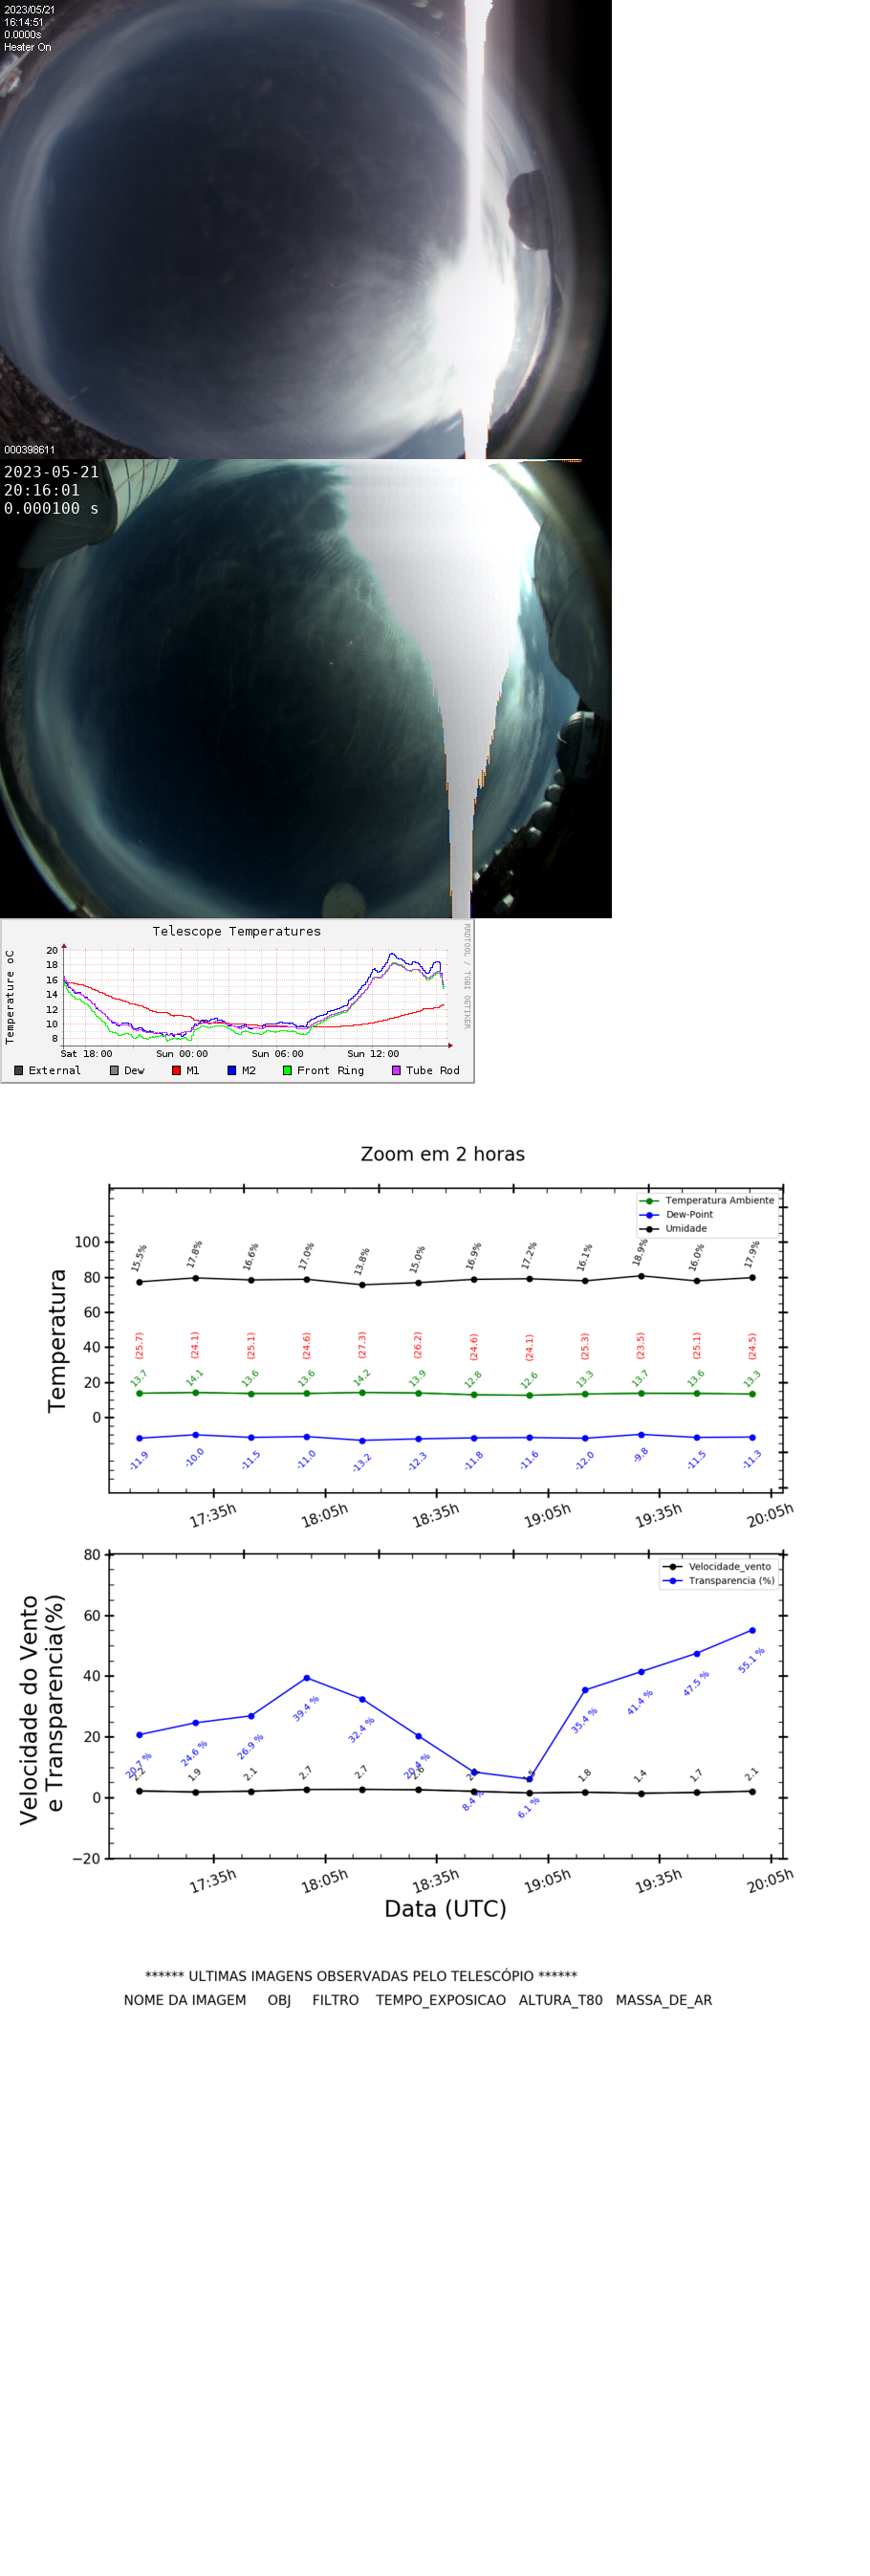 2023/05/21
16:14:51
0.0000s
Heater On
000398611
2023-05-21
20:16:01
0.000100 s
Telescope Temperatures
RRDTOOL / TOBI OETIKER
Temperature oC
20
18
16
14
12
10
8
Sat 18:00 Sun 00:00 Sun 06:00 Sun 12:00
External Dew M1 M2 Front Ring Tube Rod
Zoom em 2 horas
Temperatura
Temperatura Ambiente
Dew-Point
Umidade
100
80
60
40
20
0
15.5% 17.8% 16.6% 17.0% 13.8% 15.0% 16.9% 17.2% 16.1% 18.9% 16.0% 17.9%
(25.7) (24.1) (25.1) (24.6) (27.3) (26.2) (24.6) (24.1) (25.3) (23.5) (25.1) (24.5)
13.7 14.1 13.6 13.6 14.2 13.9 12.8 12.6 13.3 13.7 13.6 13.3
-11.9 -10.0 -11.5 -11.0 -13.2 -12.3 -11.8 -11.6 -12.0 -9.8 -11.5 -11.3
17:35h 18:05h 18:35h 19:05h 19:35h 20:05h
Velocidade do Vento
e Transparencia(%)
Velocidade_vento
Transparencia (%)
80
60
40
20
0
−20
20.7 % 24.6 % 26.9 % 39.4 % 32.4 % 20.4 % 8.4 % 6.1 % 35.4 % 41.4 % 47.5 % 55.1 %
2.2 1.9 2.1 2.7 2.7 2.6 1.8 1.4 1.7 2.1
17:35h 18:05h 18:35h 19:05h 19:35h 20:05h
Data (UTC)
****** ULTIMAS IMAGENS OBSERVADAS PELO TELESCÓPIO ******
NOME DA IMAGEM OBJ FILTRO TEMPO_EXPOSICAO ALTURA_T80 MASSA_DE_AR